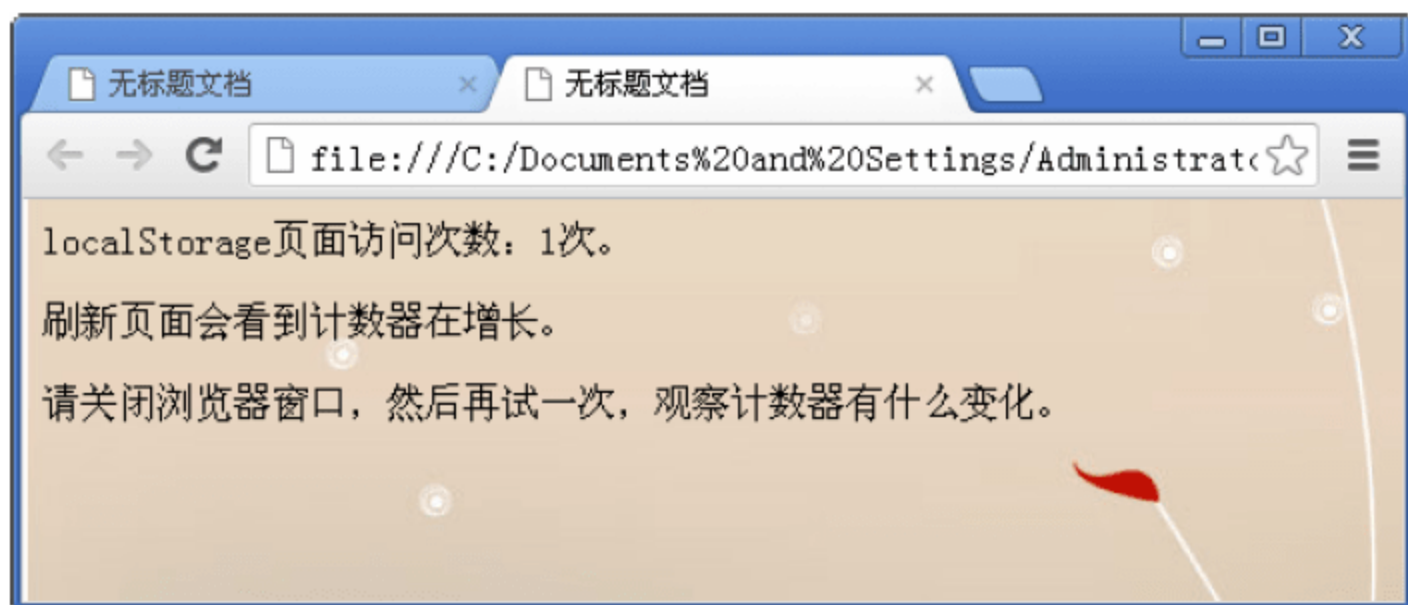 无标题文档
无标题文档
file:///C:/Documents%20and%20Settings/Administrat
localStorage页面访问次数：1次。
刷新页面会看到计数器在增长。
请关闭浏览器窗口，然后再试一次，观察计数器有什么变化。